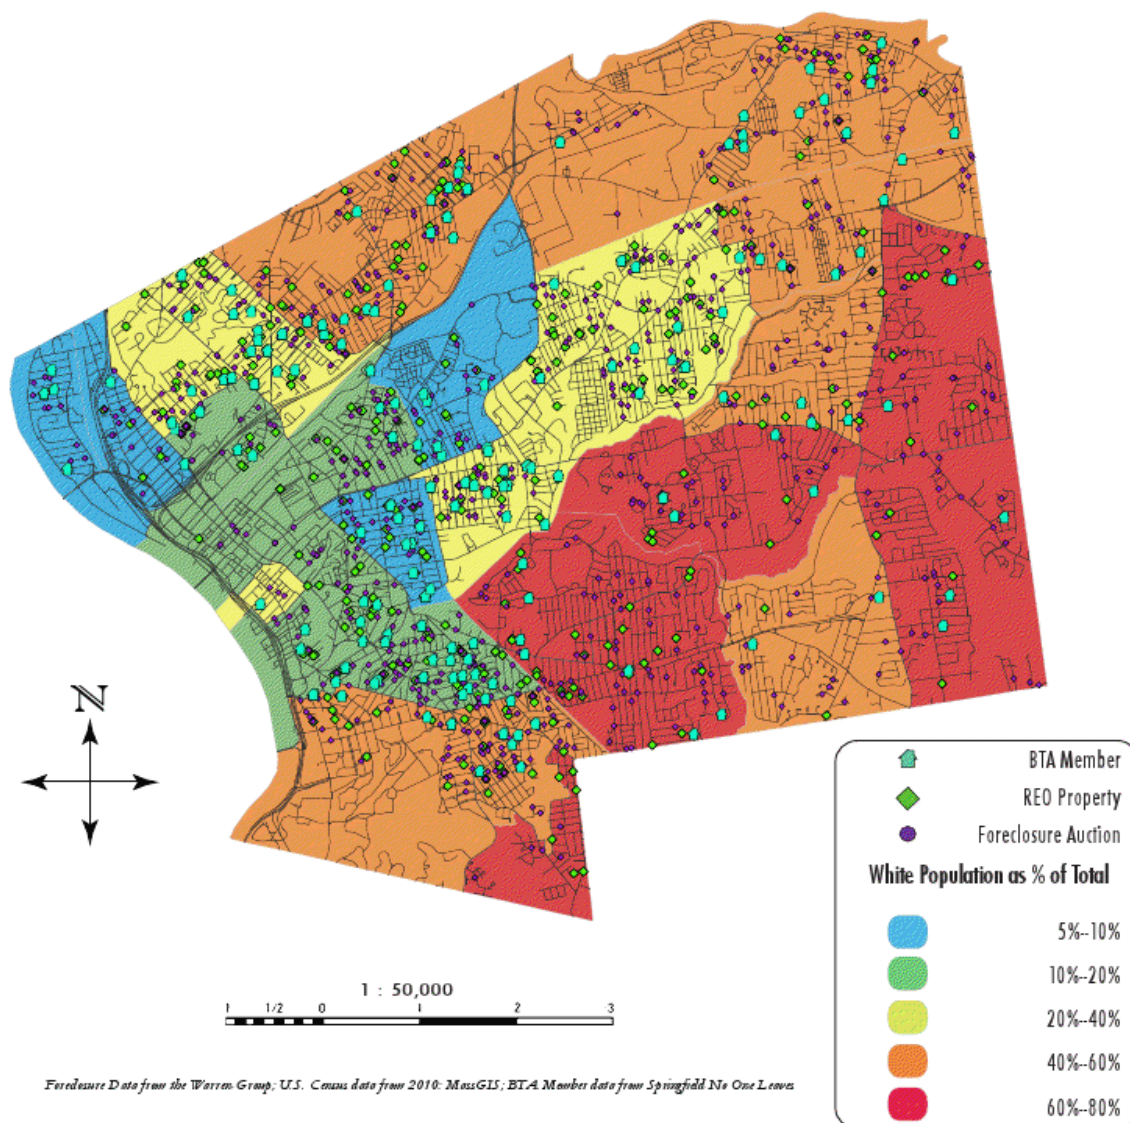 N
BTA Member
REO Property
Foreclosure Auction
White Population as % of Total
5%--10%
10%--20%
20%--40%
40%--60%
60%--80%
1 : 50,000
1 1/2 0 1 2 3
Foreclosure Data from the Warren Group; U.S. Census data from 2010: MassGIS; BTA Member data from Springfield No One Leaves